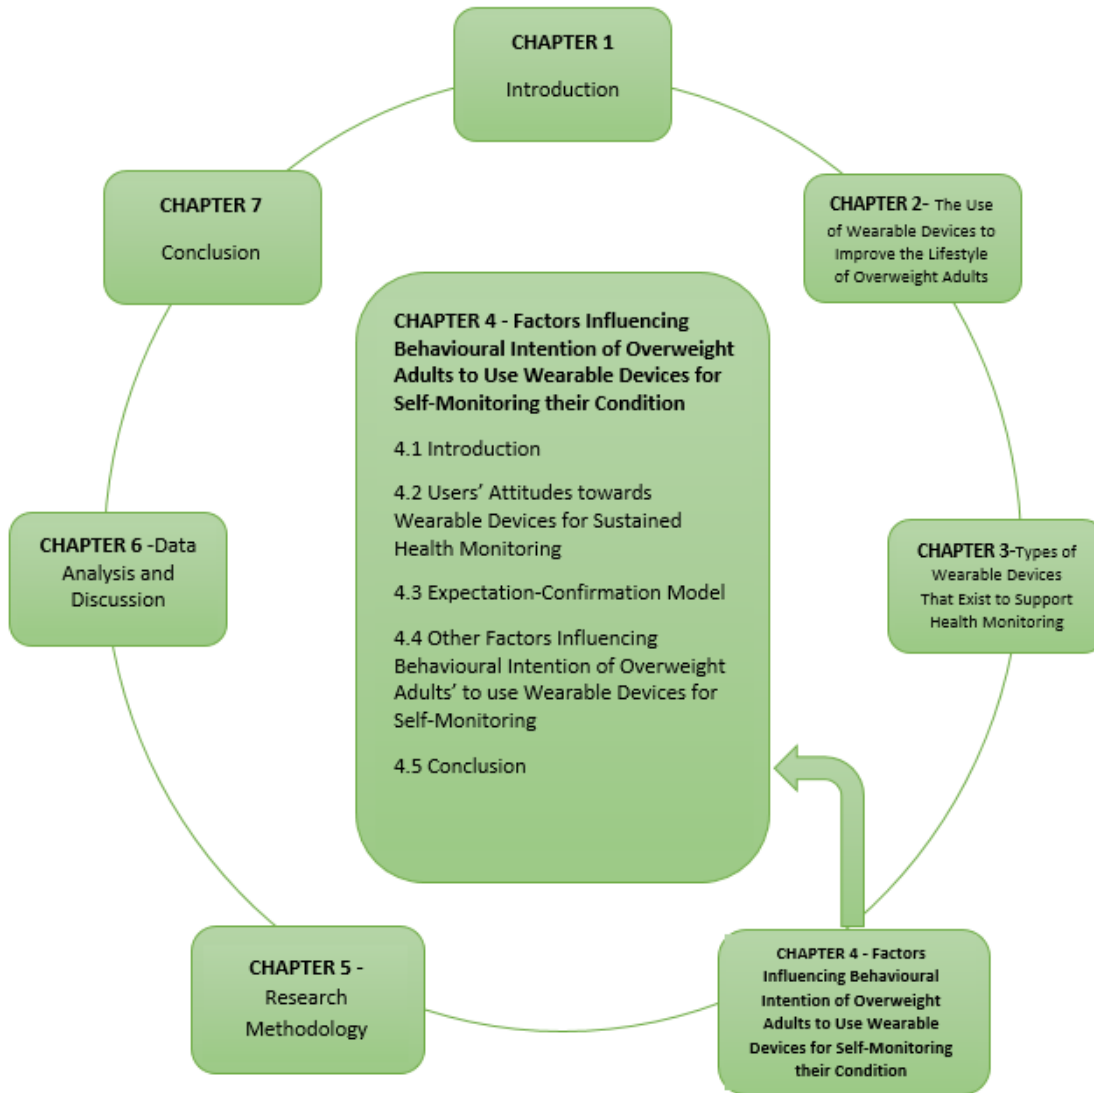 CHAPTER 1
Introduction
CHAPTER 2- The Use
of Wearable Devices to
Improve the Lifestyle
of Overweight Adults
CHAPTER 3-Types of
Wearable Devices
That Exist to Support
Health Monitoring
CHAPTER 4 - Factors
Influencing Behavioural
Intention of Overweight
Adults to Use Wearable
Devices for Self-Monitoring
their Condition
CHAPTER 5 -
Research
Methodology
CHAPTER 6 -Data
Analysis and
Discussion
CHAPTER 7
Conclusion
CHAPTER 4 - Factors Influencing
Behavioural Intention of Overweight
Adults to Use Wearable Devices for
Self-Monitoring their Condition
4.1 Introduction
4.2 Users’ Attitudes towards
Wearable Devices for Sustained
Health Monitoring
4.3 Expectation-Confirmation Model
4.4 Other Factors Influencing
Behavioural Intention of Overweight
Adults’ to use Wearable Devices for
Self-Monitoring
4.5 Conclusion